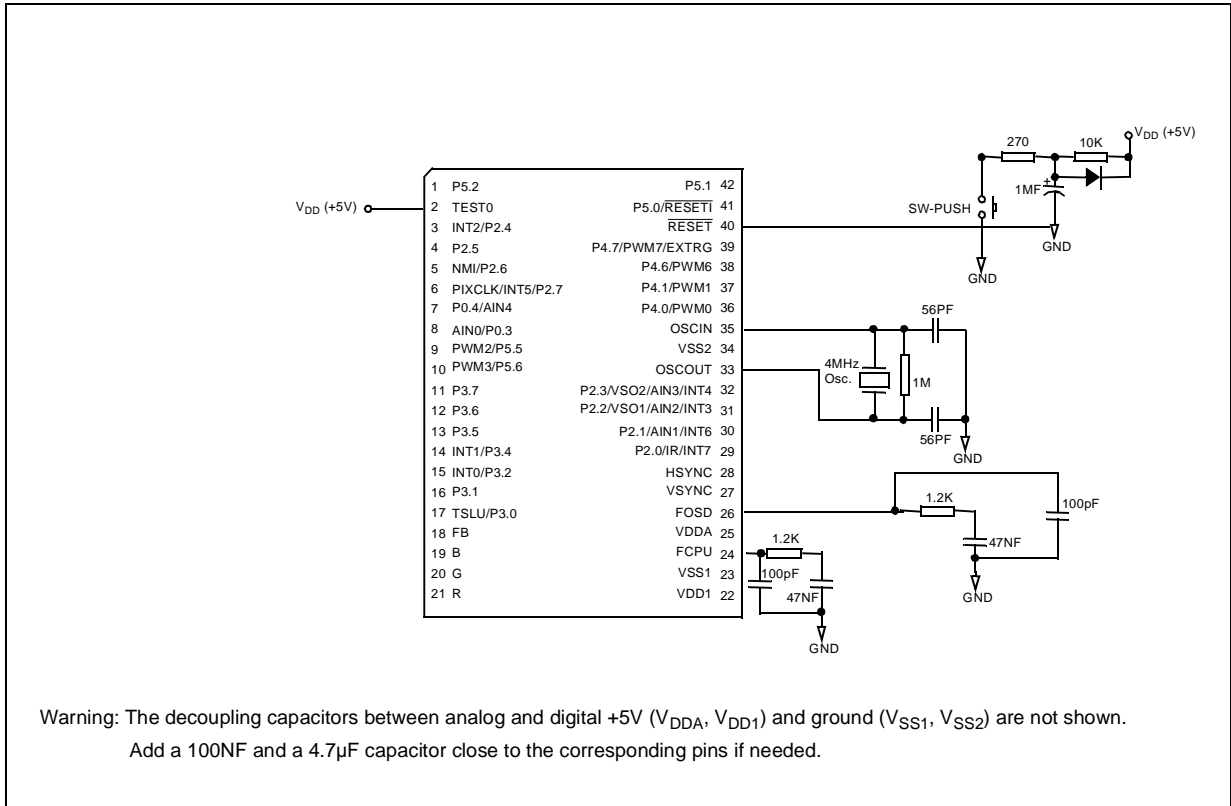 VDD (+5V)
270
10K
1MF
+
SW-PUSH
GND
GND
VDD (+5V)
1 P5.2
2 TEST0
3 INT2/P2.4
4 P2.5
5 NMI/P2.6
6 PIXCLK/INT5/P2.7
7 P0.4/AIN4
8 AIN0/P0.3
9 PWM2/P5.5
10 PWM3/P5.6
11 P3.7
12 P3.6
13 P3.5
14 INT1/P3.4
15 INT0/P3.2
16 P3.1
17 TSLU/P3.0
18 FB
19 B
20 G
21 R
P5.1 42
P5.0/RESETI 41
RESET 40
P4.7/PWM7/EXTRG 39
P4.6/PWM6 38
P4.1/PWM1 37
P4.0/PWM0 36
OSCIN 35
VSS2 34
OSCOUT 33
P2.3/VSO2/AIN3/INT4 32
P2.2/VSO1/AIN2/INT3 31
P2.1/AIN1/INT6 30
P2.0/IR/INT7 29
HSYNC 28
VSYNC 27
FOSD 26
VDDA 25
FCPU 24
VSS1 23
VDD1 22
56PF
4MHz
Osc.
1M
56PF
GND
1.2K
100pF
47NF
GND
1.2K
100pF
47NF
GND
Warning: The decoupling capacitors between analog and digital +5V (VDDA, VDD1) and ground (VSS1, VSS2) are not shown.
Add a 100NF and a 4.7µF capacitor close to the corresponding pins if needed.